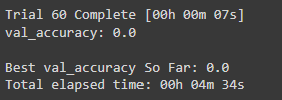 Trial 60 Complete [00h 00m 07s]
val_accuracy: 0.0
Best val_accuracy So Far: 0.0
Total elapsed time: 00h 04m 34s